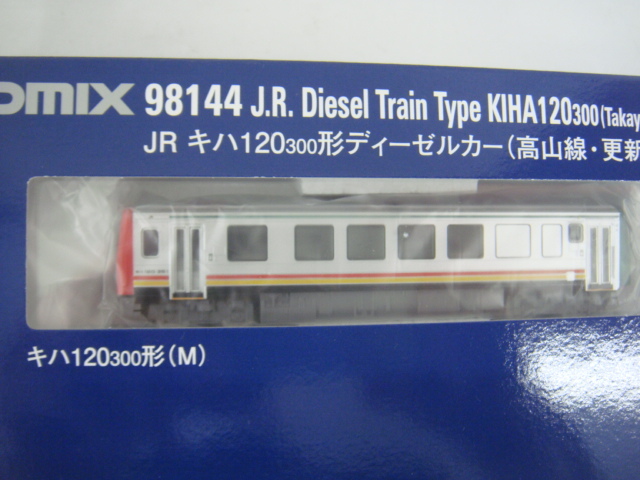 OMIX 98144 J.R. Diesel Train Type KIHA120300 (Takay
JR キハ120300形ディーゼルカー(高山線・更新
キハ120300形(M)